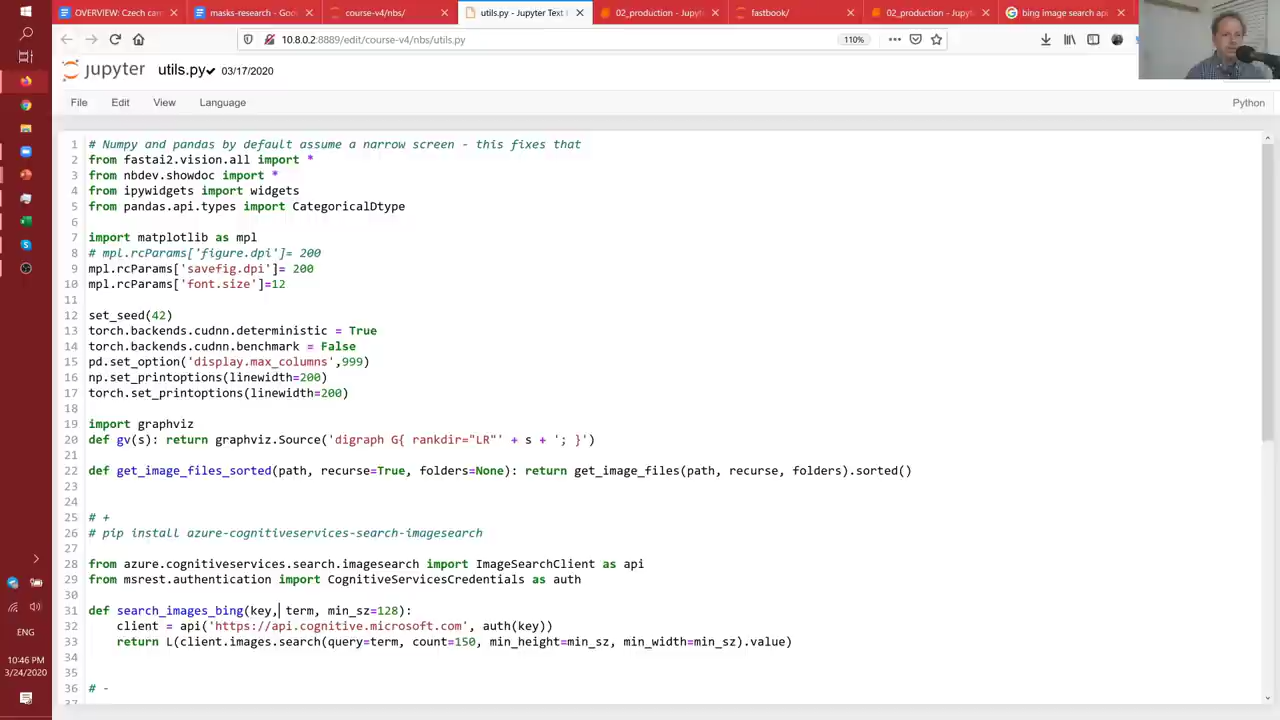 OVERVIEW: Czech cam
masks-research - Goo
course-v4/nbs/
utils.py - Jupyter Text
02_production - Jupyt
fastbook/
02_production - Jupyt
bing image search api
10.8.0.2:8889/edit/course-v4/nbs/utils.py
110%
jupyter utils.py 03/17/2020
File Edit View Language
Python
1 # Numpy and pandas by default assume a narrow screen - this fixes that
2 from fastai2.vision.all import *
3 from nbdev.showdoc import *
4 from ipywidgets import widgets
5 from pandas.api.types import CategoricalDtype
6
7 import matplotlib as mpl
8 # mpl.rcParams['figure.dpi']= 200
9 mpl.rcParams['savefig.dpi']= 200
10 mpl.rcParams['font.size']=12
11
12 set_seed(42)
13 torch.backends.cudnn.deterministic = True
14 torch.backends.cudnn.benchmark = False
15 pd.set_option('display.max_columns',999)
16 np.set_printoptions(linewidth=200)
17 torch.set_printoptions(linewidth=200)
18
19 import graphviz
20 def gv(s): return graphviz.Source('digraph G{ rankdir="LR"' + s + '; }')
21
22 def get_image_files_sorted(path, recurse=True, folders=None): return get_image_files(path, recurse, folders).sorted()
23
24
25 # +
26 # pip install azure-cognitiveservices-search-imagesearch
27
28 from azure.cognitiveservices.search.imagesearch import ImageSearchClient as api
29 from msrest.authentication import CognitiveServicesCredentials as auth
30
31 def search_images_bing(key, term, min_sz=128):
32 client = api('https://api.cognitive.microsoft.com', auth(key))
33 return L(client.images.search(query=term, count=150, min_height=min_sz, min_width=min_sz).value)
34
35
36 # -
37
ENG
10:46 PM
3/24/2020